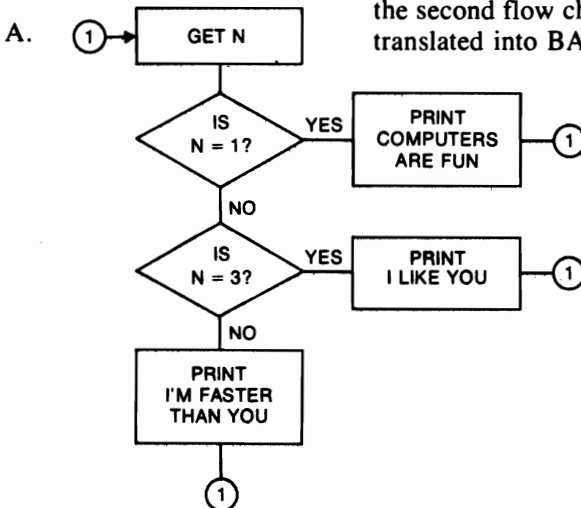 the second flow ch
translated into BA
A.
1
GET N
IS
N = 1?
YES
PRINT
COMPUTERS
ARE FUN
1
NO
IS
N = 3?
YES
PRINT
I LIKE YOU
1
NO
PRINT
I'M FASTER
THAN YOU
1